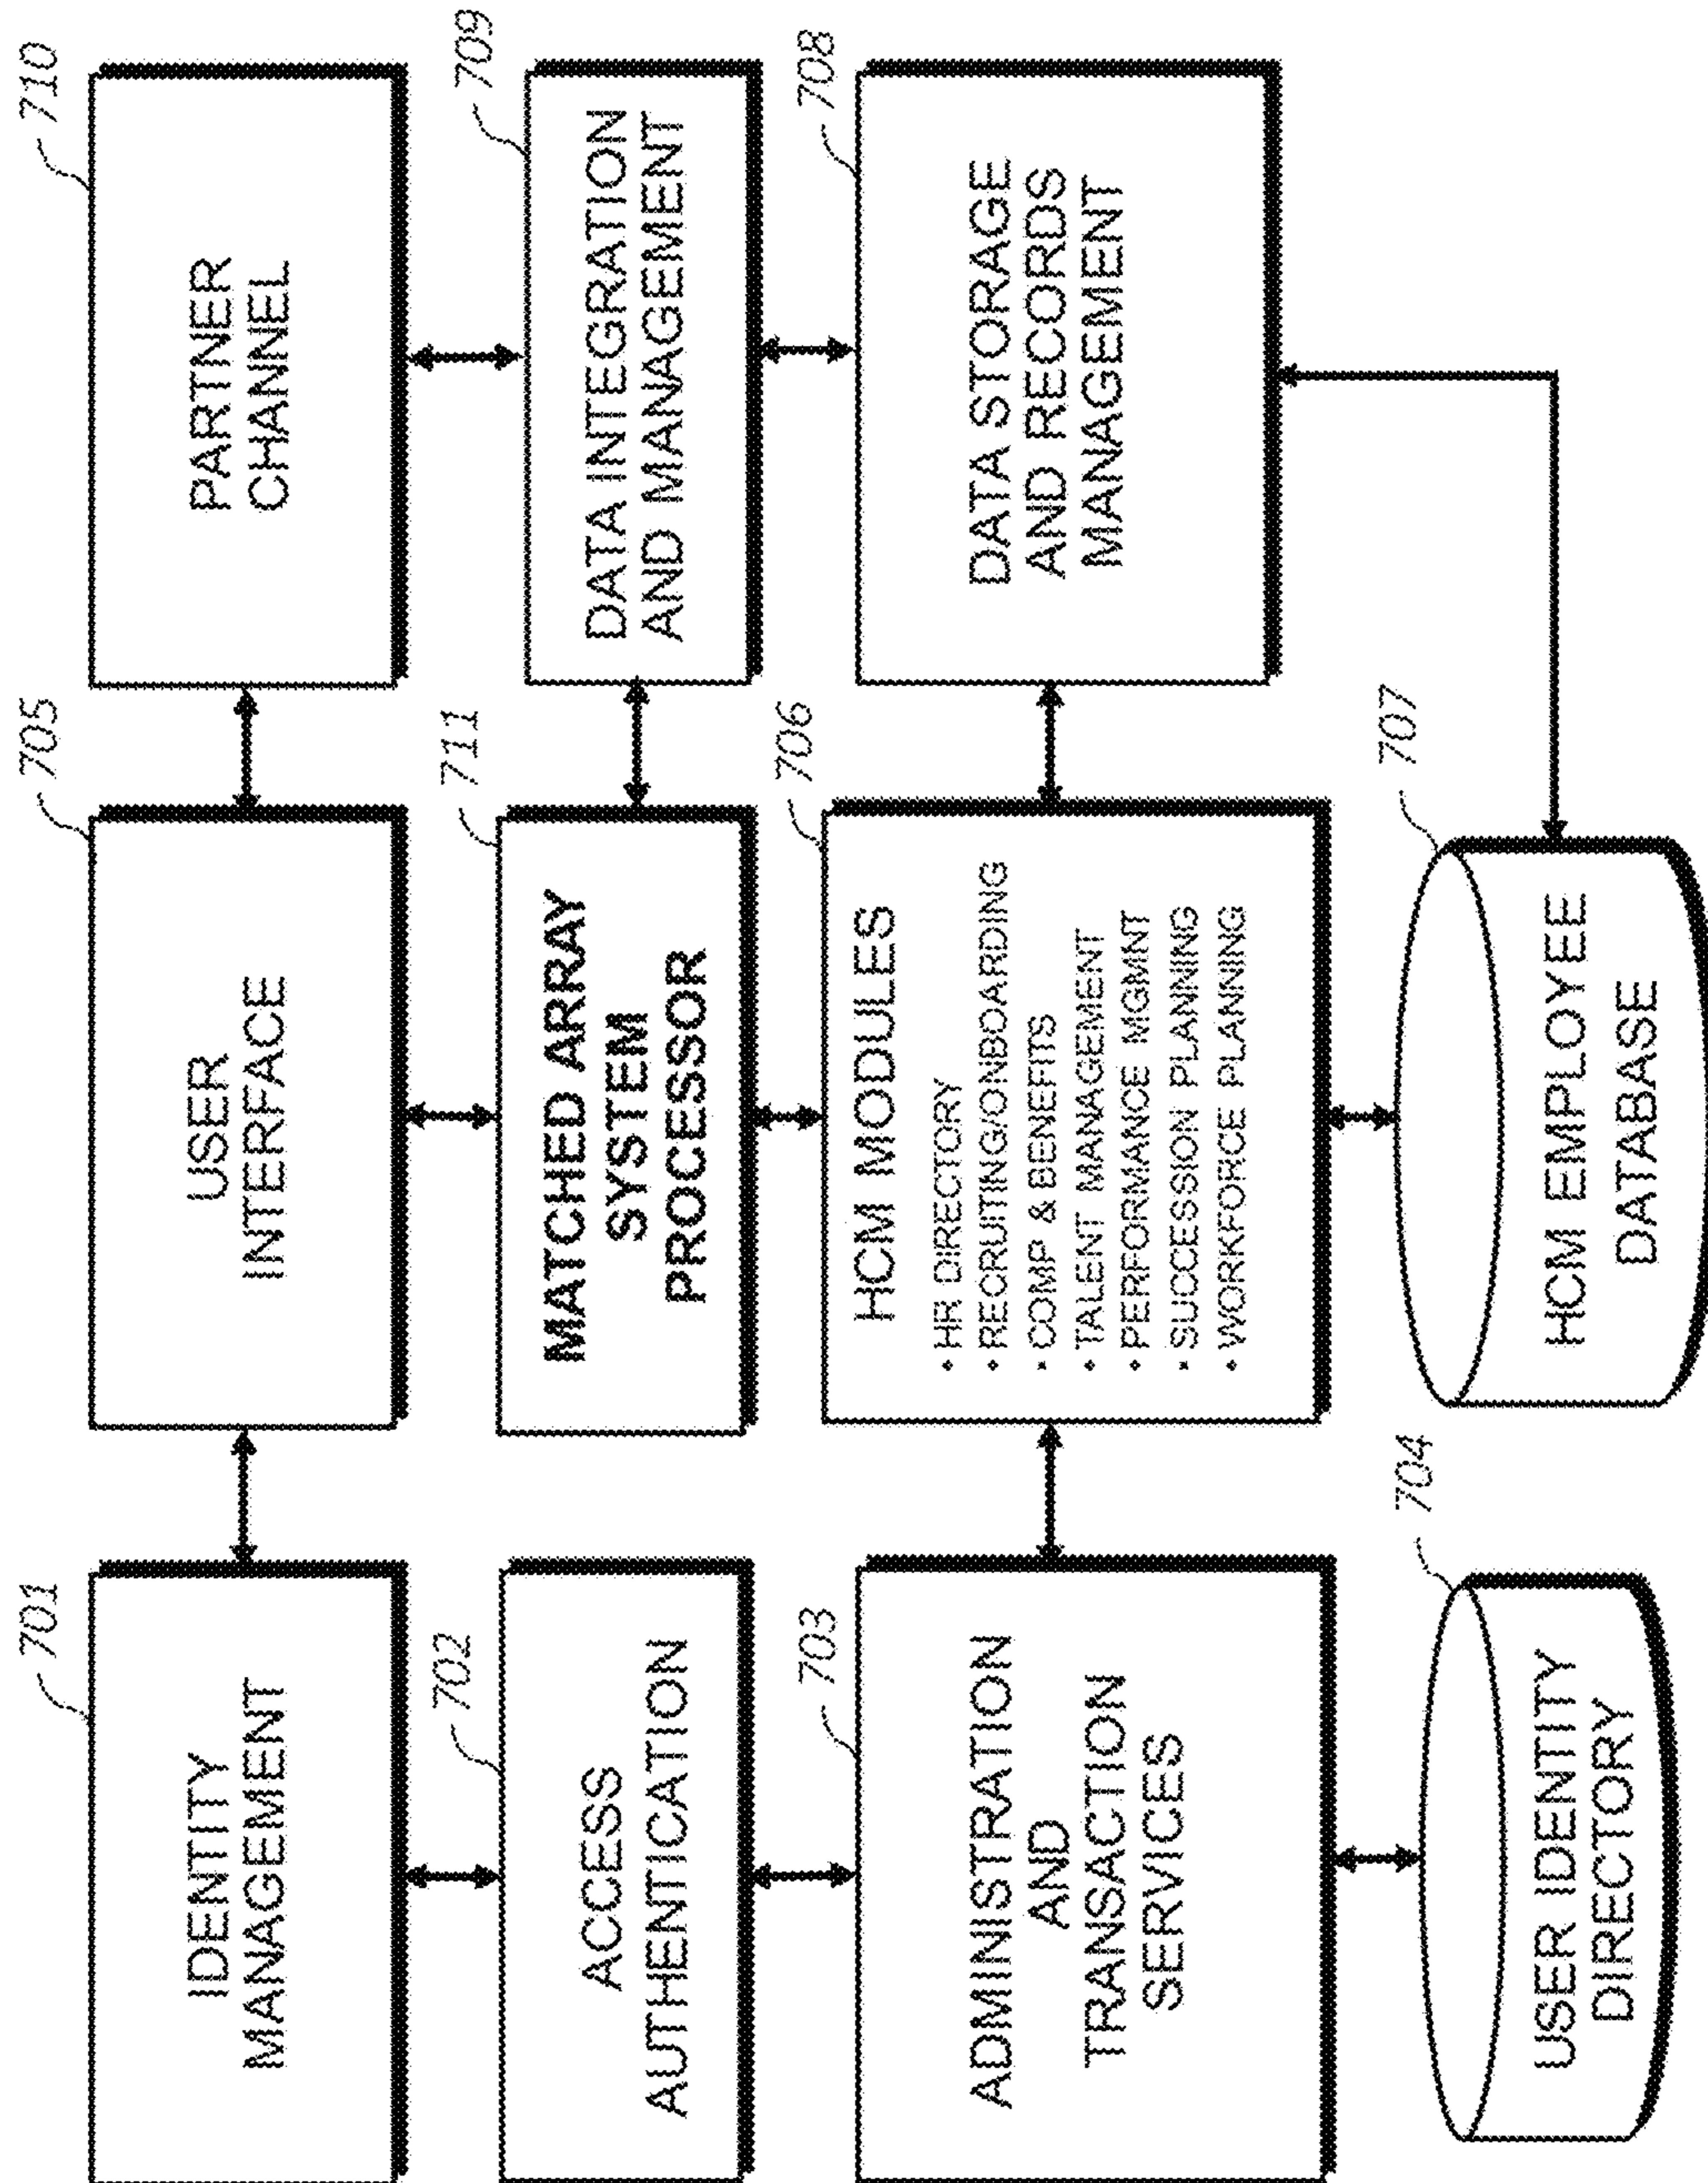 701
IDENTITY
MANAGEMENT
702
ACCESS
AUTHENTICATION
703
ADMINISTRATION
AND
TRANSACTION
SERVICES
704
USER IDENTITY
DIRECTORY
705
USER
INTERFACE
711
MATCHED ARRAY
SYSTEM
PROCESSOR
706
HCM MODULES
• HR DIRECTORY
• RECRUITING/ONBOARDING
• COMP & BENEFITS
• TALENT MANAGEMENT
• PERFORMANCE MGMNT
• SUCCESSION PLANNING
• WORKFORCE PLANNING
707
HCM EMPLOYEE
DATABASE
710
PARTNER
CHANNEL
709
DATA INTEGRATION
AND MANAGEMENT
708
DATA STORAGE
AND RECORDS
MANAGEMENT